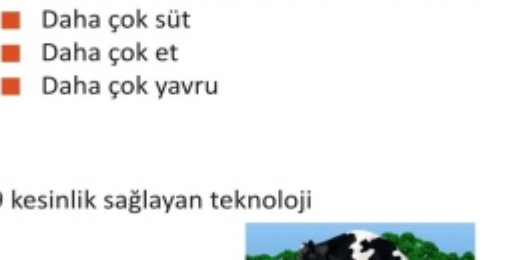 Daha çok süt
Daha çok et
Daha çok yavru
kesinlik sağlayan teknoloji